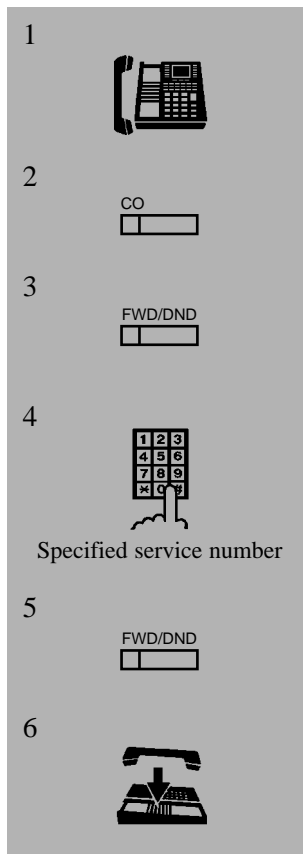 1
2
CO
3
FWD/DND
4
1 2 3
4 5 6
7 8 9
* 0 #
Specified service number
5
FWD/DND
6